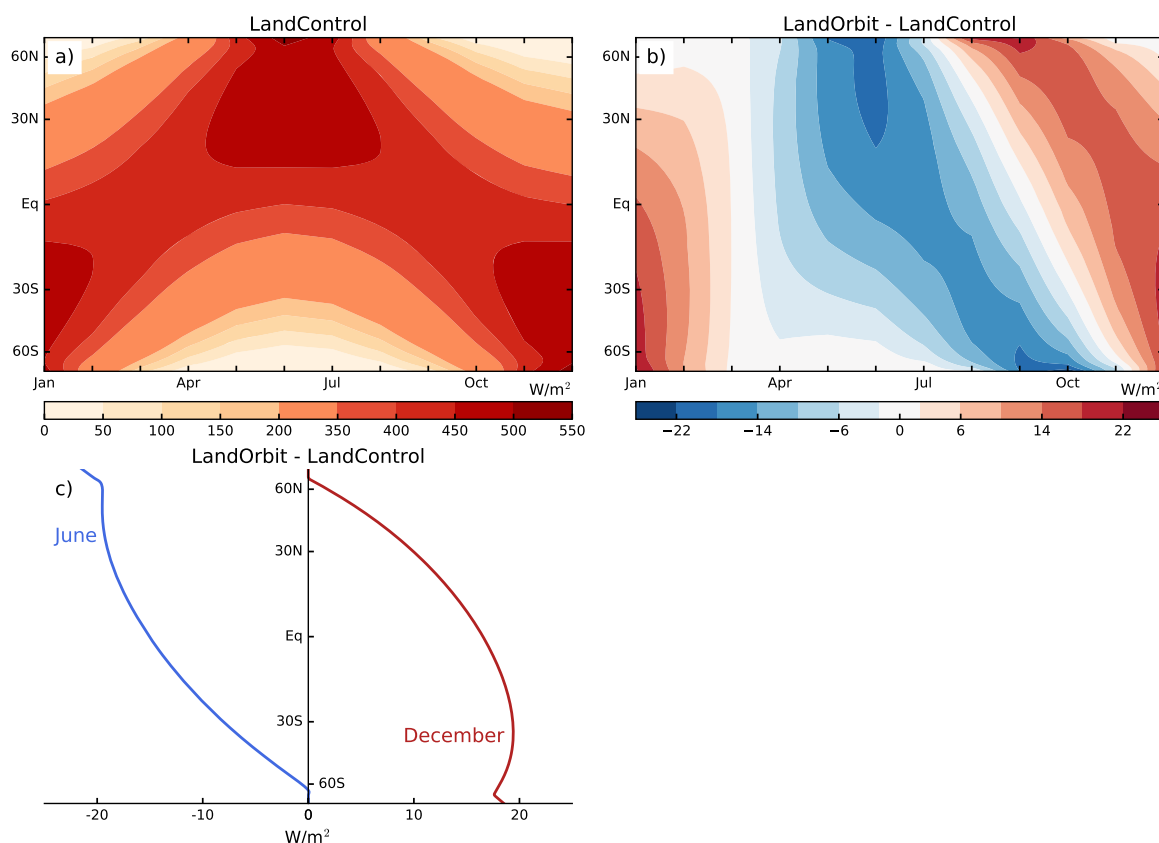 LandControl
LandOrbit - LandControl
a)
60N
30N
Eq
30S
60S
Jan Apr Jul Oct W/m²
0 50 100 150 200 250 350 400 450 500 550
b)
60N
30N
Eq
30S
60S
Jan Apr Jul Oct W/m²
−22 −14 −6 0 6 14 22
LandOrbit - LandControl
c)
60N
June
30N
Eq
30S
December
60S
-20 -10 0 10 20
W/m²